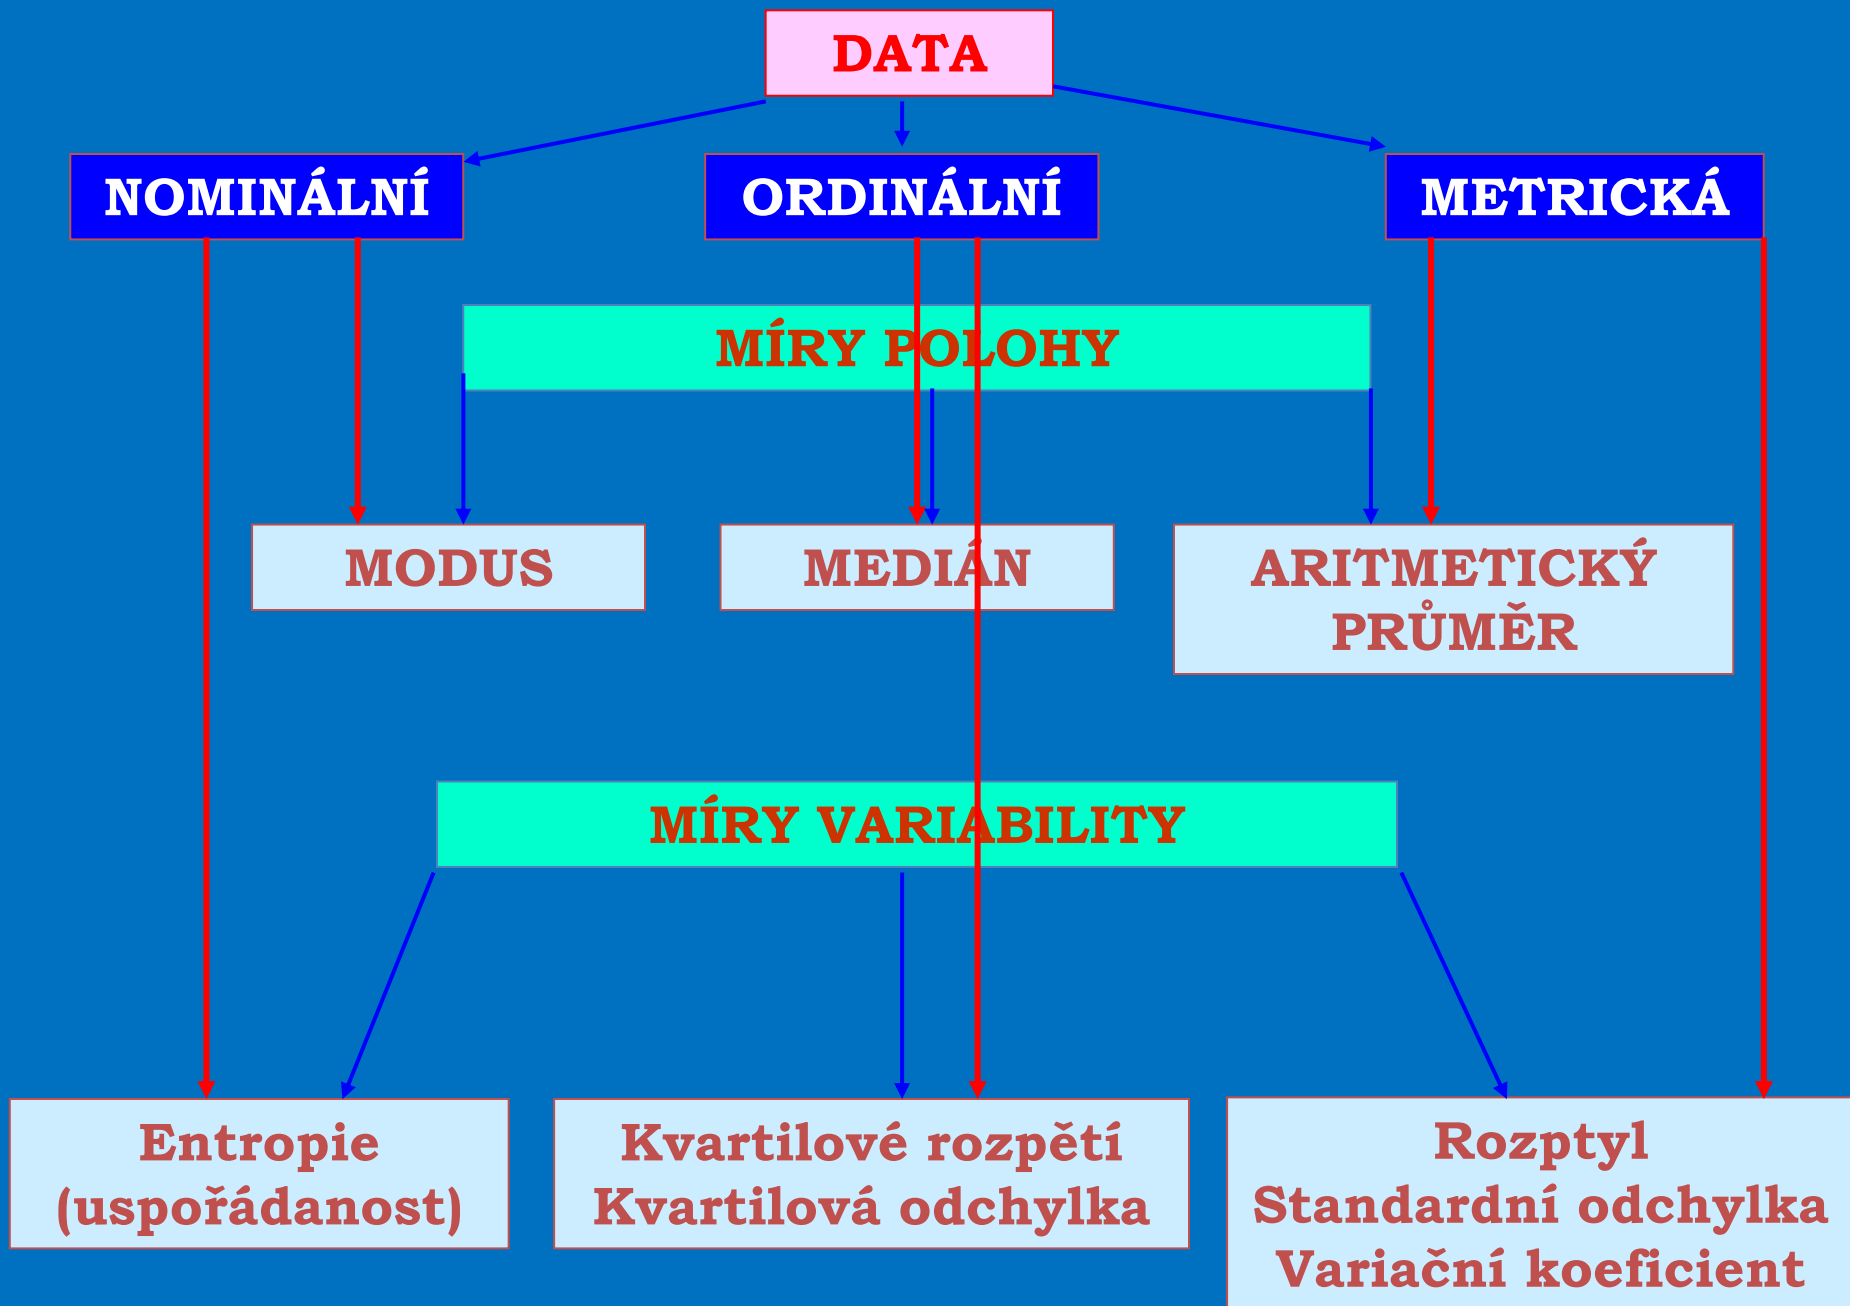 DATA
NOMINÁLNÍ
ORDINÁLNÍ
METRICKÁ
MÍRY POLOHY
MODUS
MEDIÁN
ARITMETICKÝ
PRŮMĚR
MÍRY VARIABILITY
Entropie
(uspořádanost)
Kvartilové rozpětí
Kvartilová odchylka
Rozptyl
Standardní odchylka
Variační koeficient